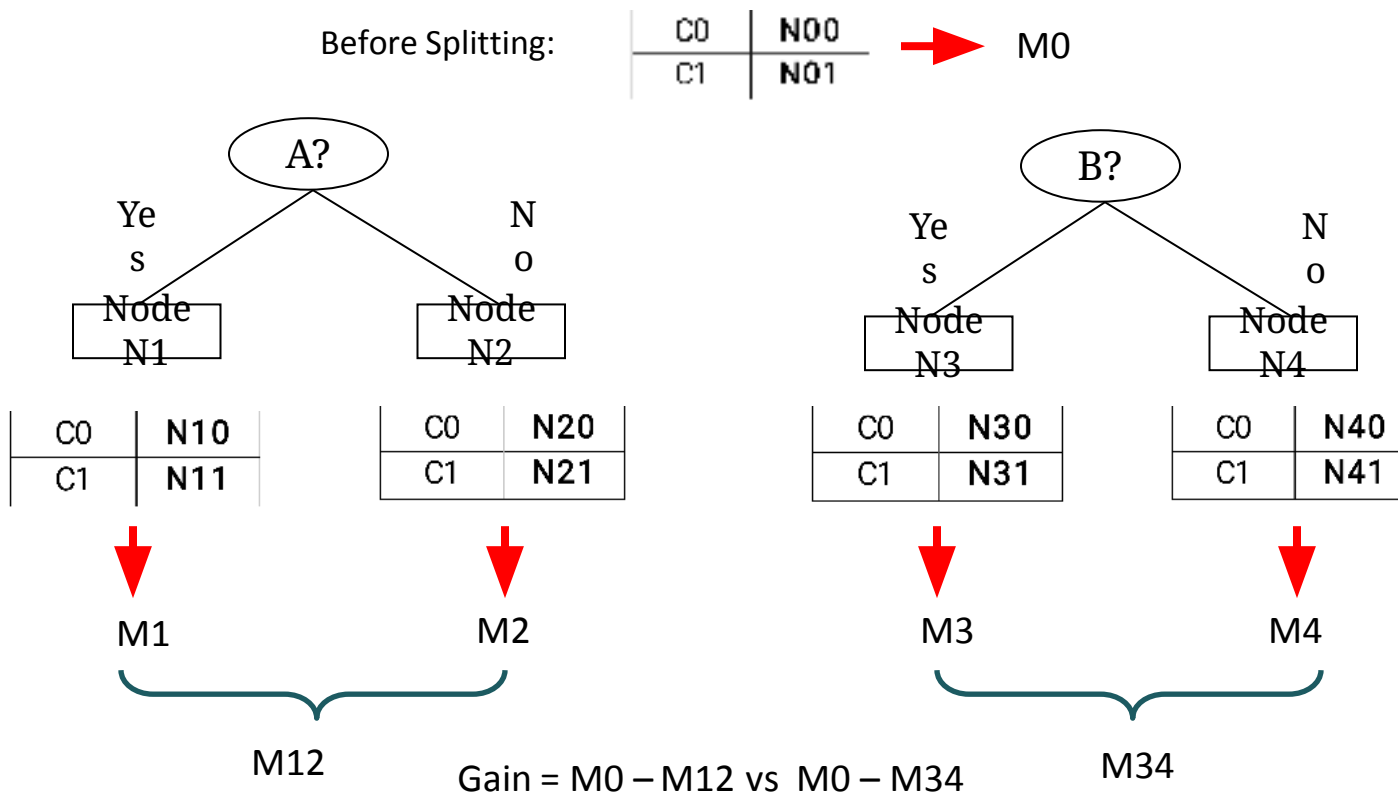 Before Splitting:
C0 N00
C1 N01
M0
A?
Ye
s
N
o
Node
N1
Node
N2
C0 N10
C1 N11
C0 N20
C1 N21
M1
M2
M12
B?
Ye
s
N
o
Node
N3
Node
N4
C0 N30
C1 N31
C0 N40
C1 N41
M3
M4
M34
Gain = M0 – M12 vs M0 – M34